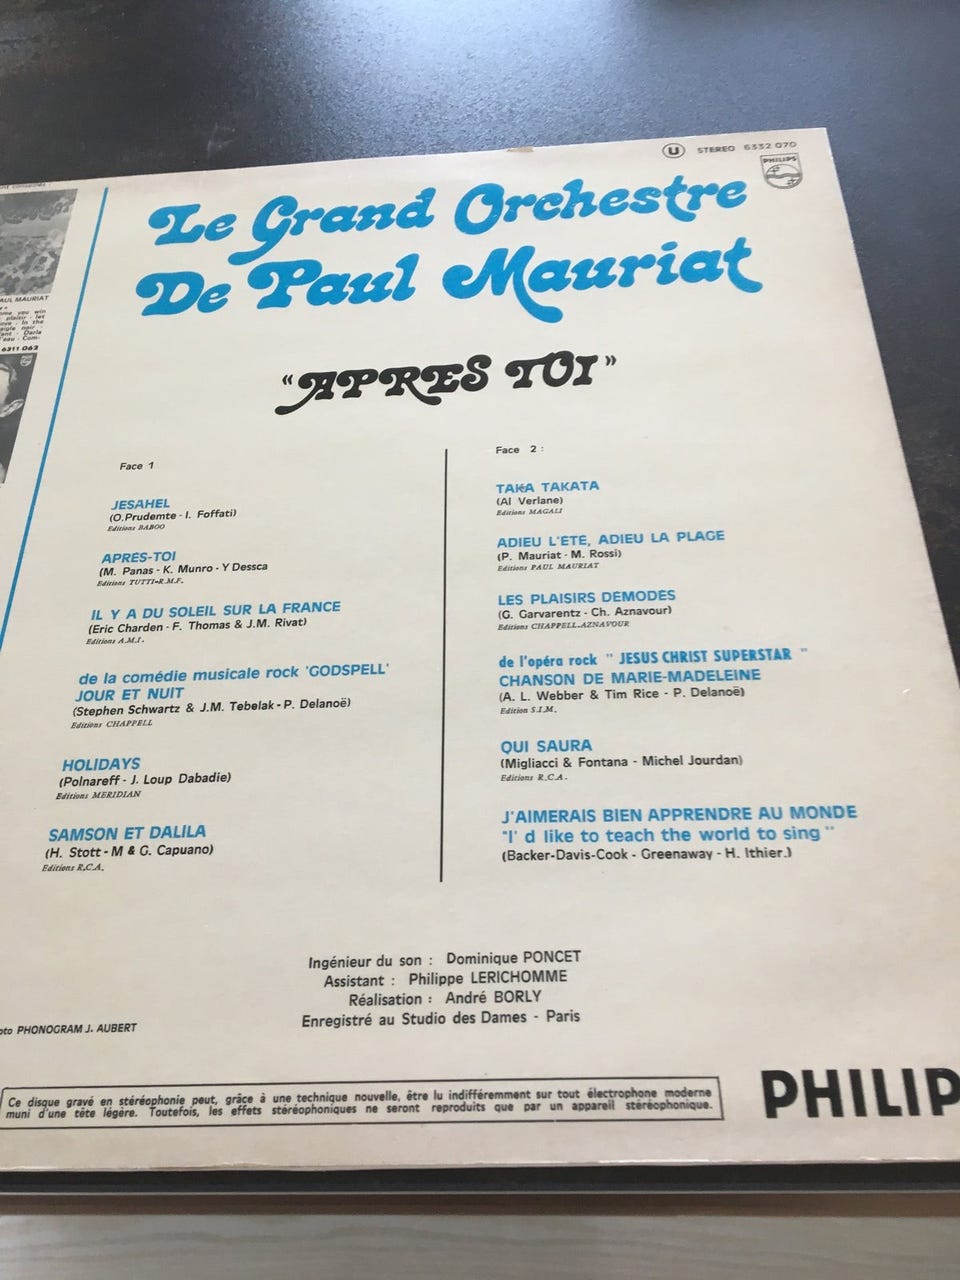 U STEREO 6332 070
PHILIPS
Le Grand Orchestre
De Paul Mauriat
“APRES TOI”
AUL MAURIAT
6311 062
Face 1
JESAHEL
(O.Prudemte - I. Foffati)
Editions BABOO
APRES-TOI
(M. Panas - K. Munro - Y Dessca
Editions TUTTI-R.M.F.
IL Y A DU SOLEIL SUR LA FRANCE
(Eric Charden - F. Thomas & J.M. Rivat)
Editions A.M.I.
de la comédie musicale rock 'GODSPELL'
JOUR ET NUIT
(Stephen Schwartz & J.M. Tebelak - P. Delanoë)
Editions CHAPPELL
HOLIDAYS
(Polnareff - J. Loup Dabadie)
Editions MERIDIAN
SAMSON ET DALILA
(H. Stott - M & G. Capuano)
Editions R.C.A.
Face 2 :
TAKA TAKATA
(Al Verlane)
Editions MAGALI
ADIEU L'ETE, ADIEU LA PLAGE
(P. Mauriat - M. Rossi)
Editions PAUL MAURIAT
LES PLAISIRS DEMODES
(G. Garvarentz - Ch. Aznavour)
Editions CHAPPELL-AZNAVOUR
de l'opéra rock " JESUS CHRIST SUPERSTAR "
CHANSON DE MARIE-MADELEINE
(A. L. Webber & Tim Rice - P. Delanoë)
Edition S.I.M.
QUI SAURA
(Migliacci & Fontana - Michel Jourdan)
Editions R.C.A.
J'AIMERAIS BIEN APPRENDRE AU MONDE
"I' d like to teach the world to sing"
(Backer-Davis-Cook - Greenaway - H. Ithier.)
Ingénieur du son : Dominique PONCET
Assistant : Philippe LERICHOMME
Réalisation : André BORLY
Enregistré au Studio des Dames - Paris
oto PHONOGRAM J. AUBERT
Ce disque gravé en stéréophonie peut, grâce à une technique nouvelle, être lu indifféremment sur tout électrophone moderne
muni d'une tête légère. Toutefois, les effets stéréophoniques ne seront reproduits que par un appareil stéréophonique.
PHILIP